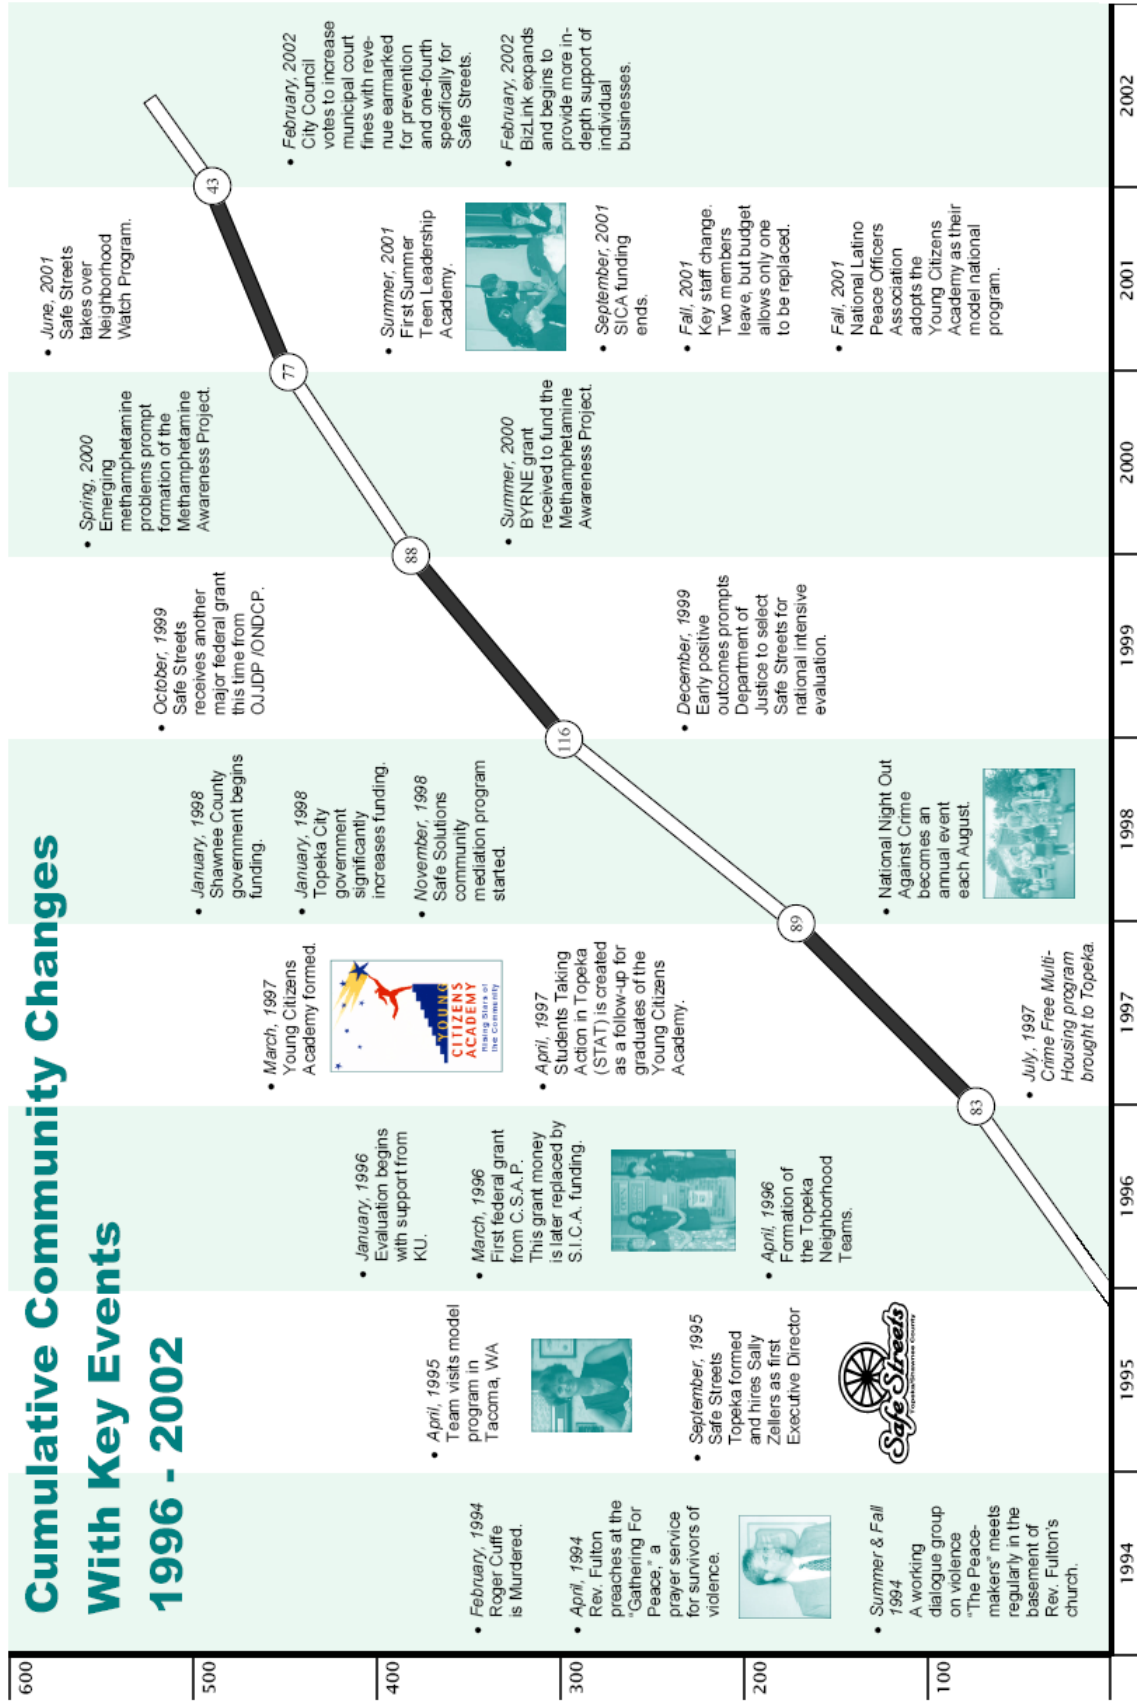 Cumulative Community Changes
With Key Events
1996 - 2002
600
500
400
300
200
100
• February, 1994
Roger Cuffe
is Murdered.
• April, 1994
Rev. Fulton
preaches at the
"Gathering For
Peace," a
prayer service
for survivors of
violence.
• Summer & Fall
1994
A working
dialogue group
on violence
"The Peace-
makers" meets
regularly in the
basement of
Rev. Fulton's
church.
• April, 1995
Team visits model
program in
Tacoma, WA
• September, 1995
Safe Streets
Topeka formed
and hires Sally
Zellers as first
Executive Director
Safe Streets
Topeka/Shawnee County
• January, 1996
Evaluation begins
with support from
KU.
• March, 1996
First federal grant
from C.S.A.P.
This grant money
is later replaced by
S.I.C.A. funding.
• April, 1996
Formation of
the Topeka
Neighborhood
Teams.
83
• March, 1997
Young Citizens
Academy formed.
YOUNG
CITIZENS
ACADEMY
Rising Stars of
the Community
• April, 1997
Students Taking
Action in Topeka
(STAT) is created
as a follow-up for
graduates of the
Young Citizens
Academy.
• July, 1997
Crime Free Multi-
Housing program
brought to Topeka.
89
• January, 1998
Shawnee County
government begins
funding.
• January, 1998
Topeka City
government
significantly
increases funding.
• November, 1998
Safe Solutions
community
mediation program
started.
• National Night Out
Against Crime
becomes an
annual event
each August.
116
• October, 1999
Safe Streets
receives another
major federal grant
this time from
OJJDP /ONDCP.
• December, 1999
Early positive
outcomes prompts
Department of
Justice to select
Safe Streets for
national intensive
evaluation.
88
• Spring, 2000
Emerging
methamphetamine
problems prompt
formation of the
Methamphetamine
Awareness Project.
• Summer, 2000
BYRNE grant
received to fund the
Methamphetamine
Awareness Project.
77
• June, 2001
Safe Streets
takes over
Neighborhood
Watch Program.
• Summer, 2001
First Summer
Teen Leadership
Academy.
• September, 2001
SICA funding
ends.
• Fall, 2001
Key staff change.
Two members
leave, but budget
allows only one
to be replaced.
• Fall, 2001
National Latino
Peace Officers
Association
adopts the
Young Citizens
Academy as their
model national
program.
43
• February, 2002
City Council
votes to increase
municipal court
fines with reve-
nue earmarked
for prevention
and one-fourth
specifically for
Safe Streets.
• February, 2002
BizLink expands
and begins to
provide more in-
depth support of
individual
businesses.
1994
1995
1996
1997
1998
1999
2000
2001
2002